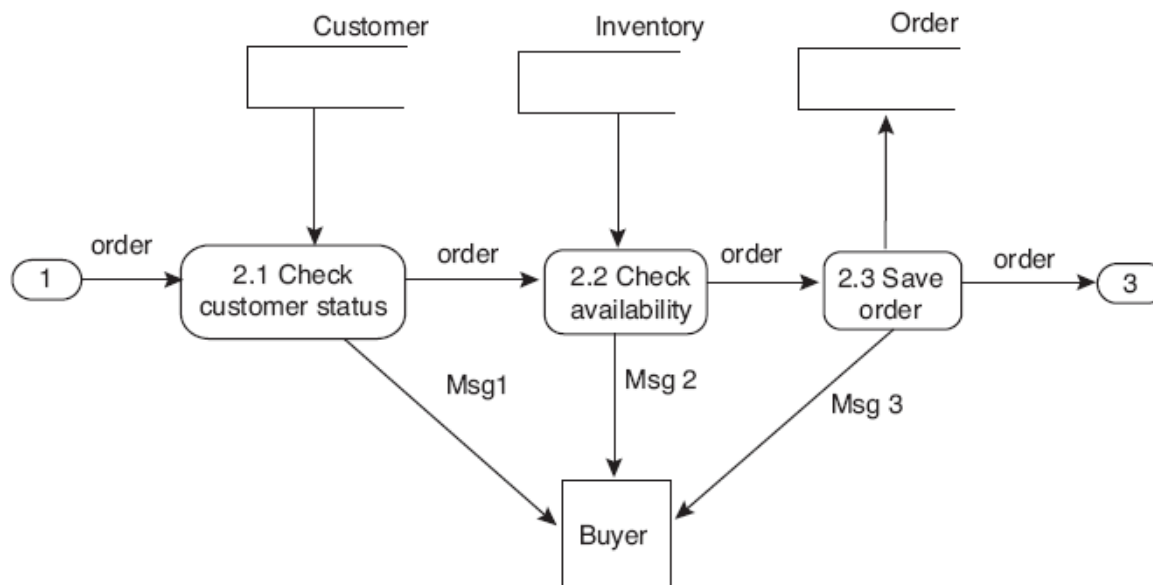 Customer
Inventory
Order
order
order
order
order
1
2.1 Check
customer status
2.2 Check
availability
2.3 Save
order
3
Msg1
Msg 2
Msg 3
Buyer